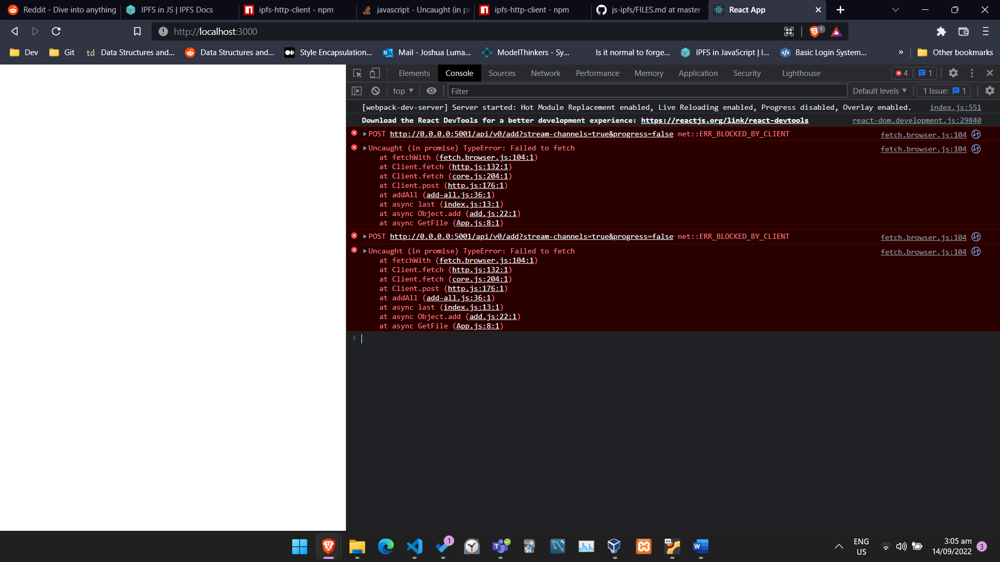 Reddit - Dive into anything
IPFS in JS | IPFS Docs
ipfs-http-client - npm
javascript - Uncaught (in pr
ipfs-http-client - npm
js-ipfs/FILES.md at master
React App
http://localhost:3000
1
Dev
Git
td Data Structures and...
Data Structures and...
Style Encapsulation...
Mail - Joshua Luma...
ModelThinkers - Sy...
Is it normal to forge...
IPFS in JavaScript | I...
Basic Login System...
»
Other bookmarks
Elements
Console
Sources
Network
Performance
Memory
Application
Security
Lighthouse
4
1
top
Filter
Default levels
1 Issue: 1
[webpack-dev-server] Server started: Hot Module Replacement enabled, Live Reloading enabled, Progress disabled, Overlay enabled. index.js:551
Download the React DevTools for a better development experience: https://reactjs.org/link/react-devtools react-dom.development.js:29840
POST http://0.0.0.0:5001/api/v0/add?stream-channels=true&progress=false net::ERR_BLOCKED_BY_CLIENT fetch.browser.js:104
Uncaught (in promise) TypeError: Failed to fetch fetch.browser.js:104
at fetchWith (fetch.browser.js:104:1)
at Client.fetch (http.js:132:1)
at Client.fetch (core.js:204:1)
at Client.post (http.js:176:1)
at addAll (add-all.js:36:1)
at async last (index.js:13:1)
at async Object.add (add.js:22:1)
at async GetFile (App.js:8:1)
POST http://0.0.0.0:5001/api/v0/add?stream-channels=true&progress=false net::ERR_BLOCKED_BY_CLIENT fetch.browser.js:104
Uncaught (in promise) TypeError: Failed to fetch fetch.browser.js:104
at fetchWith (fetch.browser.js:104:1)
at Client.fetch (http.js:132:1)
at Client.fetch (core.js:204:1)
at Client.post (http.js:176:1)
at addAll (add-all.js:36:1)
at async last (index.js:13:1)
at async Object.add (add.js:22:1)
at async GetFile (App.js:8:1)
1
64
ENG
US
3:05 am
14/09/2022
3